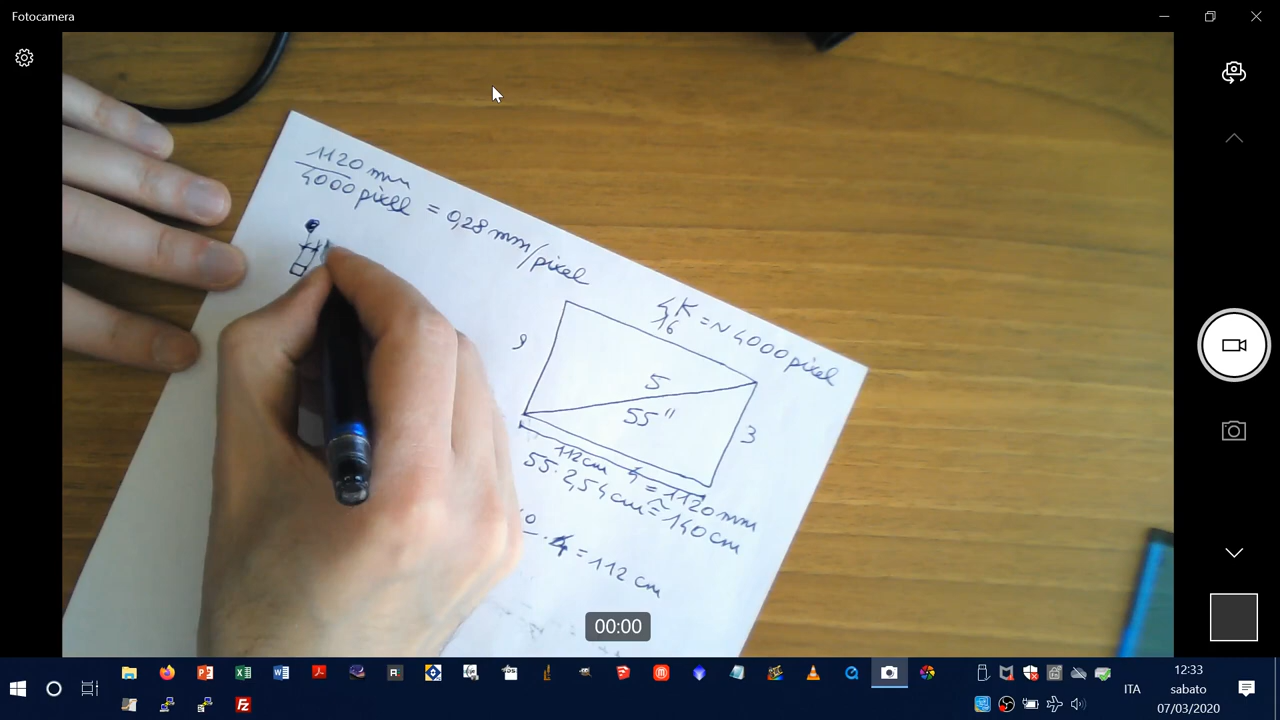 Fotocamera
1120 mm
4000 pixel
= 0,28 mm/pixel
4K = ~ 4000 pixel
16
9
5
55"
3
112 cm 4 = 1120 mm
55 · 2,54 cm ≅ 140 cm
· 4 = 112 cm
00:00
12:33
ITA
sabato
07/03/2020